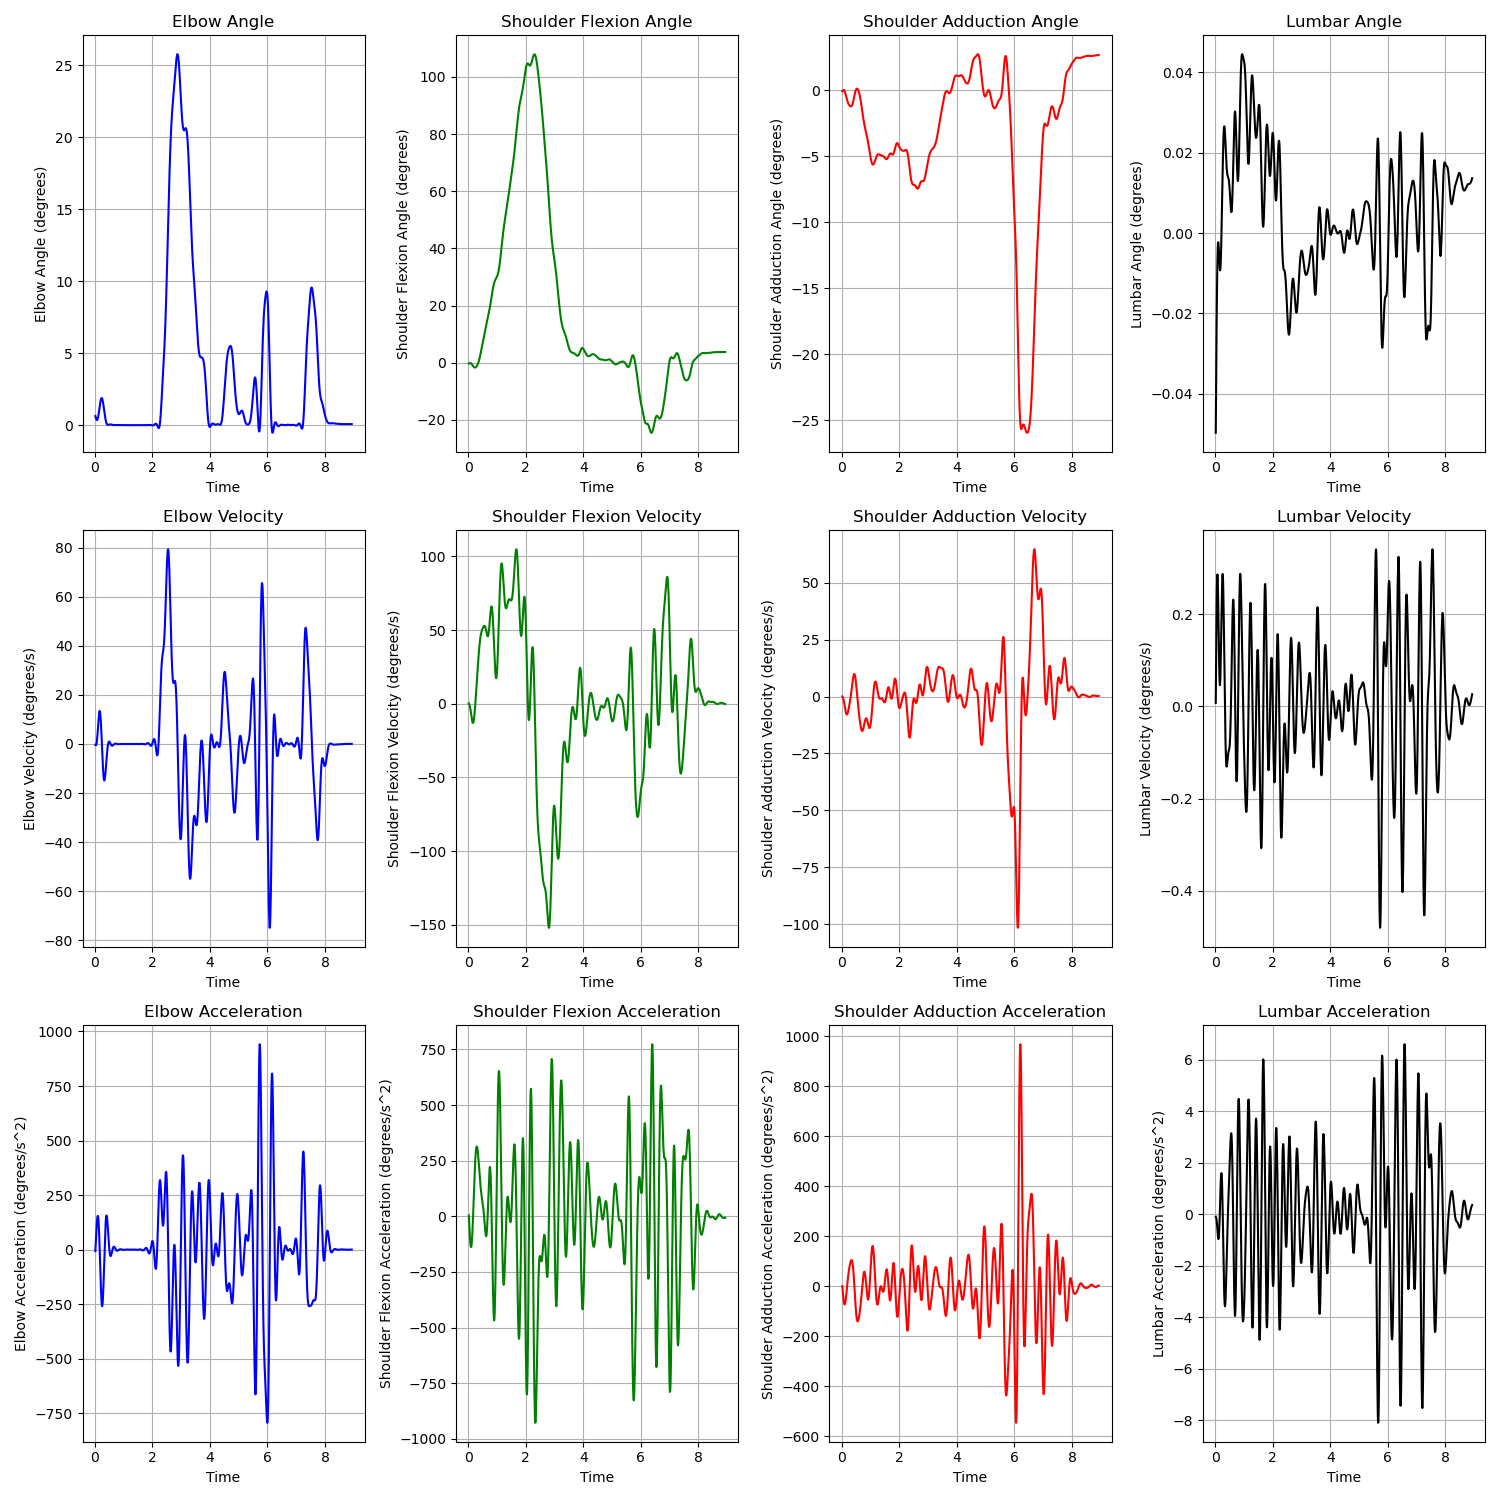 Elbow Angle
Elbow Angle (degrees)
25
20
15
10
5
0
0 2 4 6 8
Time
Shoulder Flexion Angle
Shoulder Flexion Angle (degrees)
100
80
60
40
20
0
−20
0 2 4 6 8
Time
Shoulder Adduction Angle
Shoulder Adduction Angle (degrees)
0
−5
−10
−15
−20
−25
0 2 4 6 8
Time
Lumbar Angle
Lumbar Angle (degrees)
0.04
0.02
0.00
−0.02
−0.04
0 2 4 6 8
Time
Elbow Velocity
Elbow Velocity (degrees/s)
80
60
40
20
0
−20
−40
−60
−80
0 2 4 6 8
Time
Shoulder Flexion Velocity
Shoulder Flexion Velocity (degrees/s)
100
50
0
−50
−100
−150
0 2 4 6 8
Time
Shoulder Adduction Velocity
Shoulder Adduction Velocity (degrees/s)
50
25
0
−25
−50
−75
−100
0 2 4 6 8
Time
Lumbar Velocity
Lumbar Velocity (degrees/s)
0.2
0.0
−0.2
−0.4
0 2 4 6 8
Time
Elbow Acceleration
Elbow Acceleration (degrees/s^2)
1000
750
500
250
0
−250
−500
−750
0 2 4 6 8
Time
Shoulder Flexion Acceleration
Shoulder Flexion Acceleration (degrees/s^2)
750
500
250
0
−250
−500
−750
−1000
0 2 4 6 8
Time
Shoulder Adduction Acceleration
Shoulder Adduction Acceleration (degrees/s^2)
1000
800
600
400
200
0
−200
−400
−600
0 2 4 6 8
Time
Lumbar Acceleration
Lumbar Acceleration (degrees/s^2)
6
4
2
0
−2
−4
−6
−8
0 2 4 6 8
Time